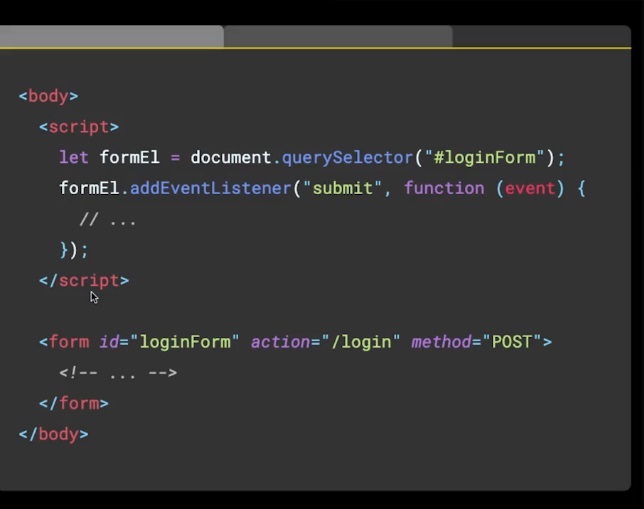 <body>
<script>
let formEl = document.querySelector("#loginForm");
formEl.addEventListener("submit", function (event) {
// ...
});
</script>
<form id="loginForm" action="/login" method="POST">
<!-- ... -->
</form>
</body>